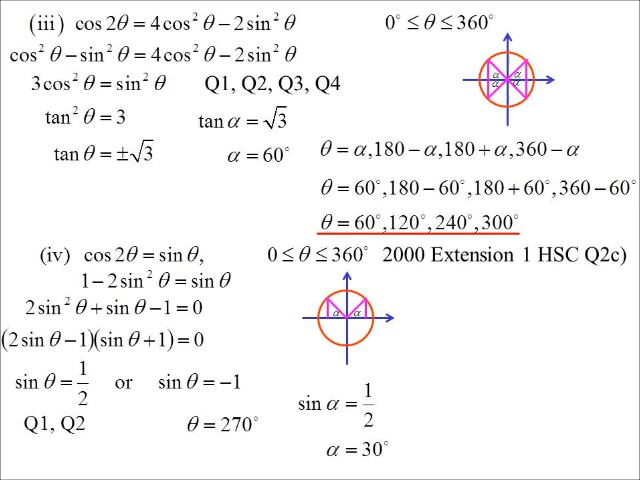 (iii) cos 2θ = 4cos² θ − 2sin² θ    0° ≤ θ ≤ 360°
cos² θ − sin² θ = 4cos² θ − 2sin² θ
3cos² θ = sin² θ    Q1, Q2, Q3, Q4
α α
α α
tan² θ = 3    tan α = √3
tan θ = ±√3    α = 60°    θ = α,180 − α,180 + α,360 − α
θ = 60°,180 − 60°,180 + 60°,360 − 60°
θ = 60°,120°,240°,300°
(iv) cos 2θ = sin θ,    0 ≤ θ ≤ 360°  2000 Extension 1 HSC Q2c)
1 − 2sin² θ = sin θ
2sin² θ + sin θ − 1 = 0
α α
(2sin θ − 1)(sin θ + 1) = 0
sin θ = 1/2    or    sin θ = −1
sin α = 1/2
Q1, Q2    θ = 270°
α = 30°